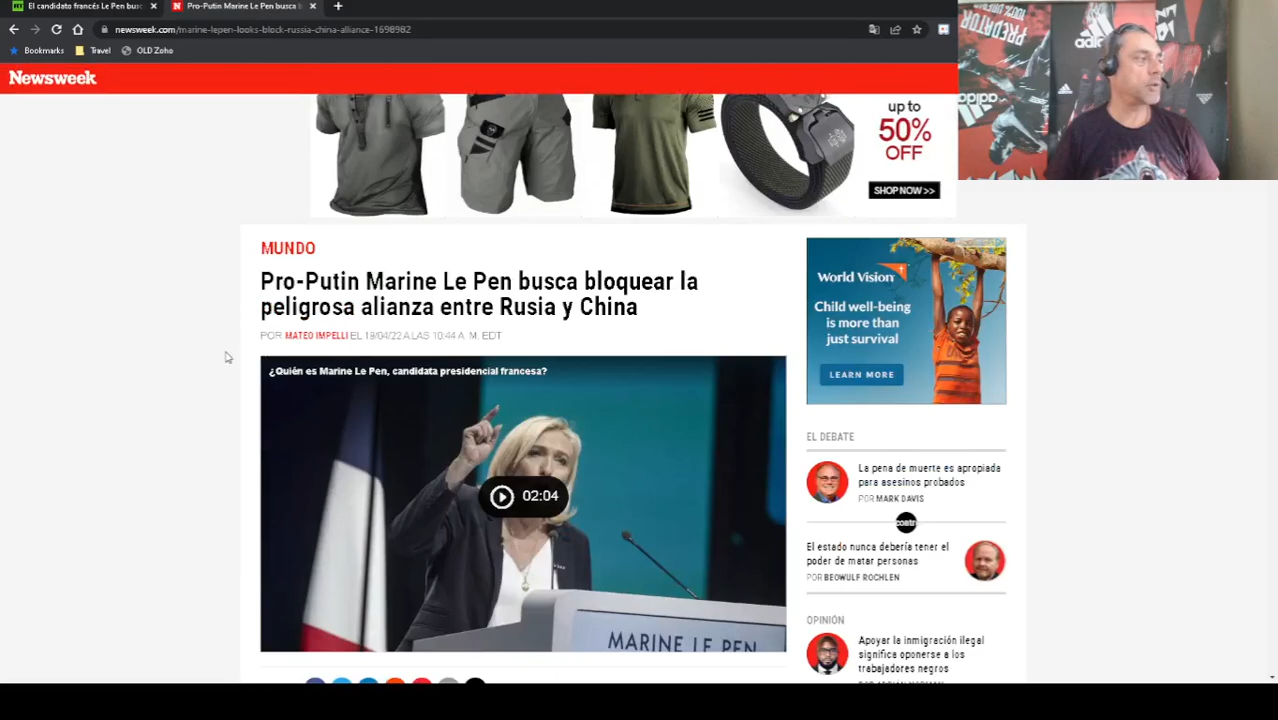 El candidato francés Le Pen busc
Pro-Putin Marine Le Pen busca b
newsweek.com/marine-lepen-looks-block-russia-china-alliance-1698982
Bookmarks Travel OLD Zoho
Newsweek
up to
50%
OFF
SHOP NOW >>
MUNDO
Pro-Putin Marine Le Pen busca bloquear la
peligrosa alianza entre Rusia y China
POR MATEO IMPELLI EL 19/04/22 A LAS 10:44 A. M. EDT
¿Quién es Marine Le Pen, candidata presidencial francesa?
02:04
MARINE LE PEN
World Vision
Child well-being
is more than
just survival
LEARN MORE
EL DEBATE
La pena de muerte es apropiada
para asesinos probados
POR MARK DAVIS
contra
El estado nunca debería tener el
poder de matar personas
POR BEOWULF ROCHLEN
OPINIÓN
Apoyar la inmigración ilegal
significa oponerse a los
trabajadores negros
PREDATOR
100% UNFAIR
adidas
adidas